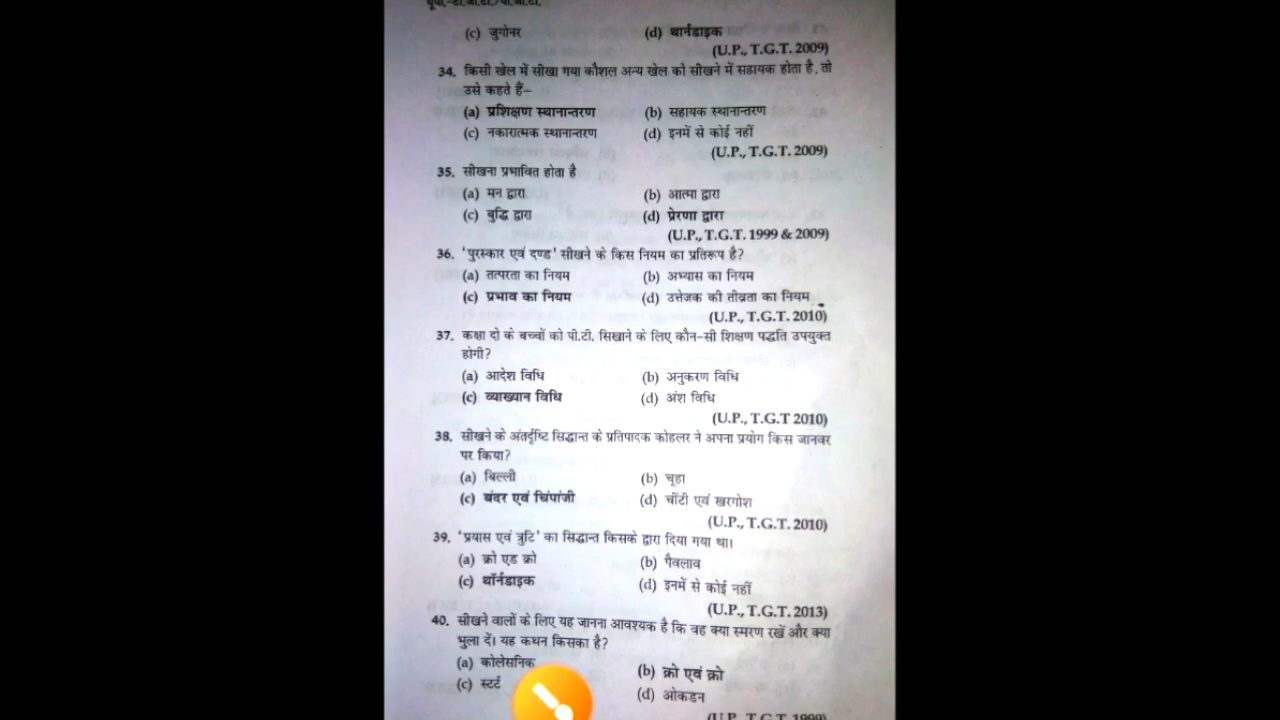 यूपी.-टी.जी.टी./पी.जी.टी.
(c) जुगोनर (d) थार्नडाइक
(U.P., T.G.T. 2009)
34. किसी खेल में सीखा गया कौशल अन्य खेल को सीखने में सहायक होता है, तो
उसे कहते हैं–
(a) प्रशिक्षण स्थानान्तरण (b) सहायक स्थानान्तरण
(c) नकारात्मक स्थानान्तरण (d) इनमें से कोई नहीं
(U.P., T.G.T. 2009)
35. सीखना प्रभावित होता है
(a) मन द्वारा (b) आत्मा द्वारा
(c) बुद्धि द्वारा (d) प्रेरणा द्वारा
(U.P., T.G.T. 1999 & 2009)
36. 'पुरस्कार एवं दण्ड' सीखने के किस नियम का प्रतिरूप है?
(a) तत्परता का नियम (b) अभ्यास का नियम
(c) प्रभाव का नियम (d) उत्तेजक की तीव्रता का नियम
(U.P., T.G.T. 2010)
37. कक्षा दो के बच्चों को पी.टी. सिखाने के लिए कौन-सी शिक्षण पद्धति उपयुक्त
होगी?
(a) आदेश विधि (b) अनुकरण विधि
(c) व्याख्यान विधि (d) अंश विधि
(U.P., T.G.T 2010)
38. सीखने के अंतर्दृष्टि सिद्धान्त के प्रतिपादक कोहलर ने अपना प्रयोग किस जानवर
पर किया?
(a) बिल्ली (b) चूहा
(c) बंदर एवं चिंपांजी (d) चींटी एवं खरगोश
(U.P., T.G.T. 2010)
39. 'प्रयास एवं त्रुटि' का सिद्धान्त किसके द्वारा दिया गया था।
(a) क्रो एड क्रो (b) पैवलाव
(c) थॉर्नडाइक (d) इनमें से कोई नहीं
(U.P., T.G.T. 2013)
40. सीखने वालों के लिए यह जानना आवश्यक है कि वह क्या स्मरण रखें और क्या
भुला दें। यह कथन किसका है?
(a) कोलेसनिक (b) क्रो एवं क्रो
(c) स्टर्ट (d) ओकडन
(U.P., T.G.T. 1999)